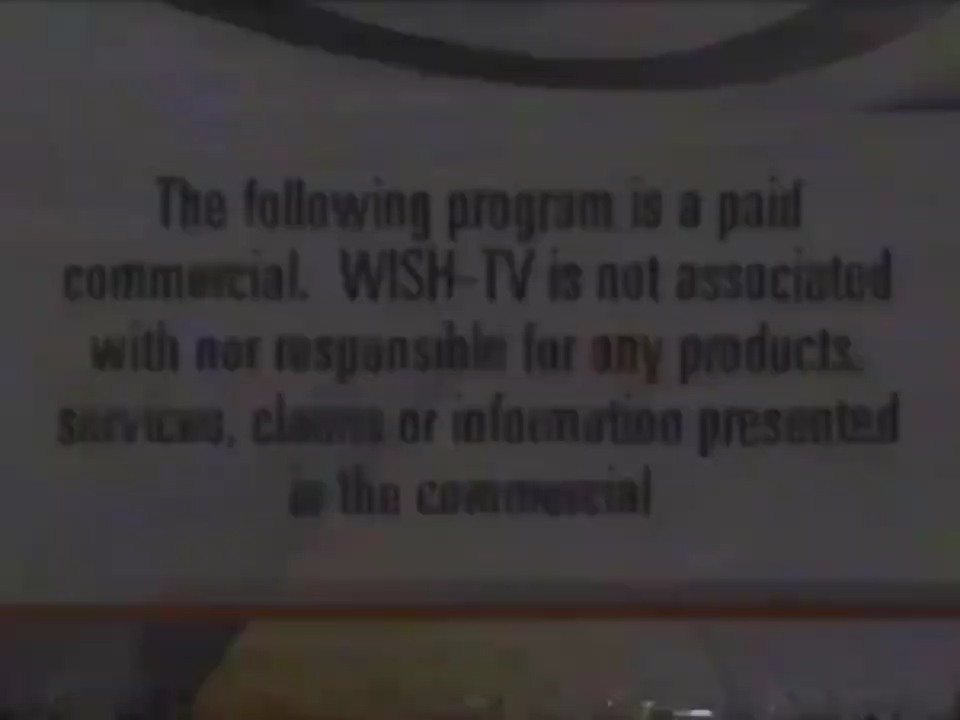 The following program is a paid
commercial. WISH-TV is not associated
with nor responsible for any products,
services, claims or information presented
in the commercial